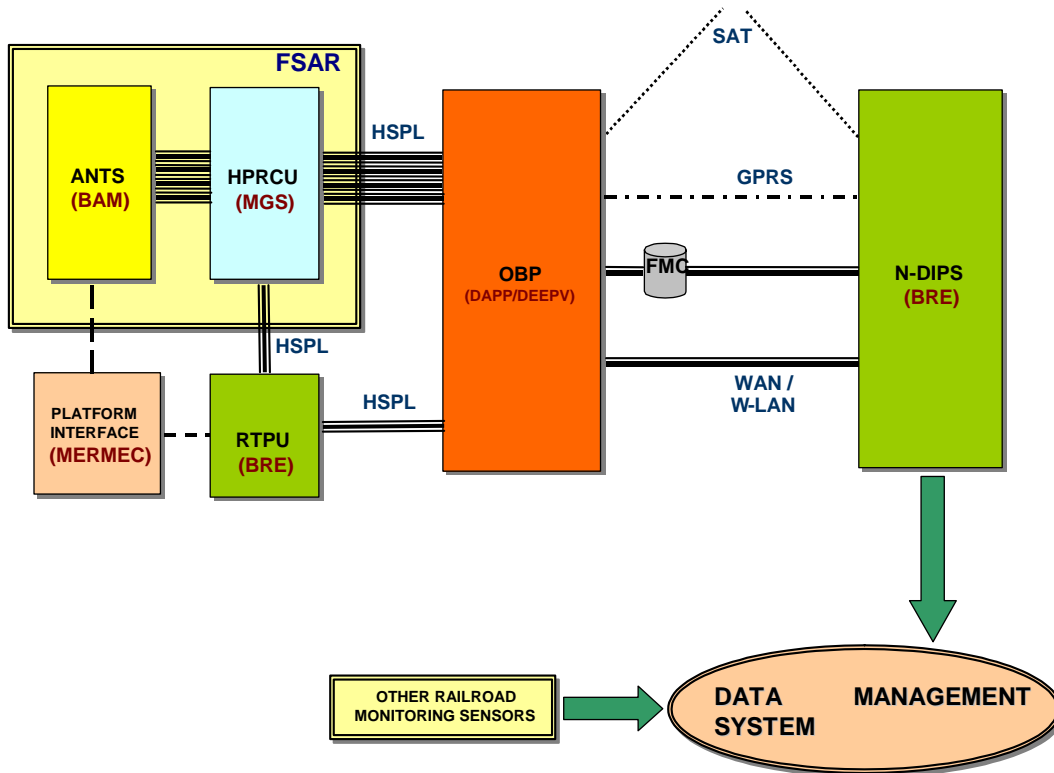 SAT
FSAR
HSPL
ANTS
(BAM)
HPRCU
(MGS)
GPRS
FMC
OBP
(DAPP/DEEPV)
N-DIPS
(BRE)
HSPL
HSPL
WAN /
W-LAN
PLATFORM
INTERFACE
(MERMEC)
RTPU
(BRE)
OTHER RAILROAD
MONITORING SENSORS
DATA MANAGEMENT
SYSTEM